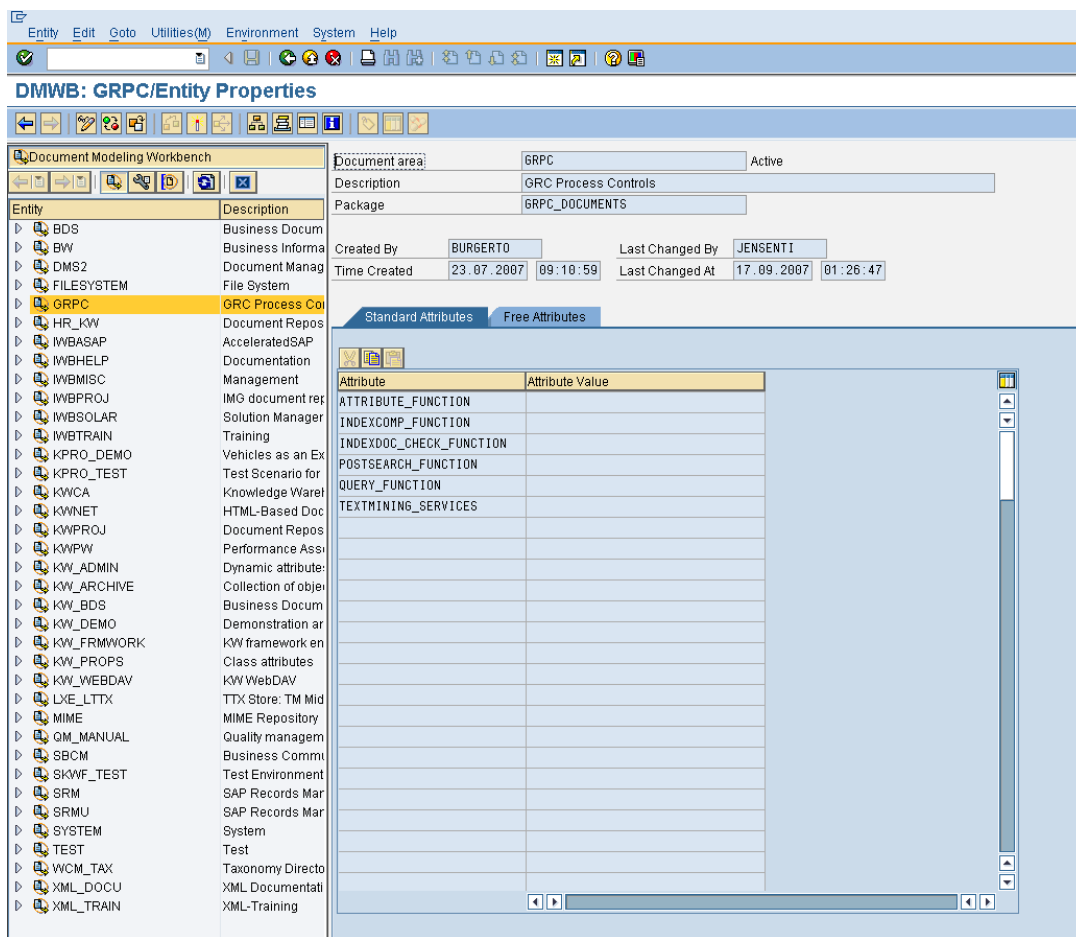 Entity Edit Goto Utilities(M) Environment System Help
DMWB: GRPC/Entity Properties
Document Modeling Workbench
Entity Description
BDS Business Docum
BW Business Informa
DMS2 Document Manag
FILESYSTEM File System
GRPC GRC Process Co
HR_KW Document Repos
IWBASAP AcceleratedSAP
IWBHELP Documentation
IWBMISC Management
IWBPROJ IMG document rep
IWBSOLAR Solution Manager
IWBTRAIN Training
KPRO_DEMO Vehicles as an Ex
KPRO_TEST Test Scenario for
KWCA Knowledge Wareh
KWNET HTML-Based Doc
KWPROJ Document Repos
KWPW Performance Ass
KW_ADMIN Dynamic attribute
KW_ARCHIVE Collection of obje
KW_BDS Business Docum
KW_DEMO Demonstration ar
KW_FRMWORK KW framework en
KW_PROPS Class attributes
KW_WEBDAV KW WebDAV
LXE_LTTX TTX Store: TM Mid
MIME MIME Repository
QM_MANUAL Quality managem
SBCM Business Commu
SKWF_TEST Test Environment
SRM SAP Records Mar
SRMU SAP Records Mar
SYSTEM System
TEST Test
WCM_TAX Taxonomy Directo
XML_DOCU XML Documentati
XML_TRAIN XML-Training
Document area GRPC Active
Description GRC Process Controls
Package GRPC_DOCUMENTS
Created By BURGERTO Last Changed By JENSENTI
Time Created 23.07.2007 09:10:59 Last Changed At 17.09.2007 01:26:47
Standard Attributes Free Attributes
Attribute Attribute Value
ATTRIBUTE_FUNCTION
INDEXCOMP_FUNCTION
INDEXDOC_CHECK_FUNCTION
POSTSEARCH_FUNCTION
QUERY_FUNCTION
TEXTMINING_SERVICES